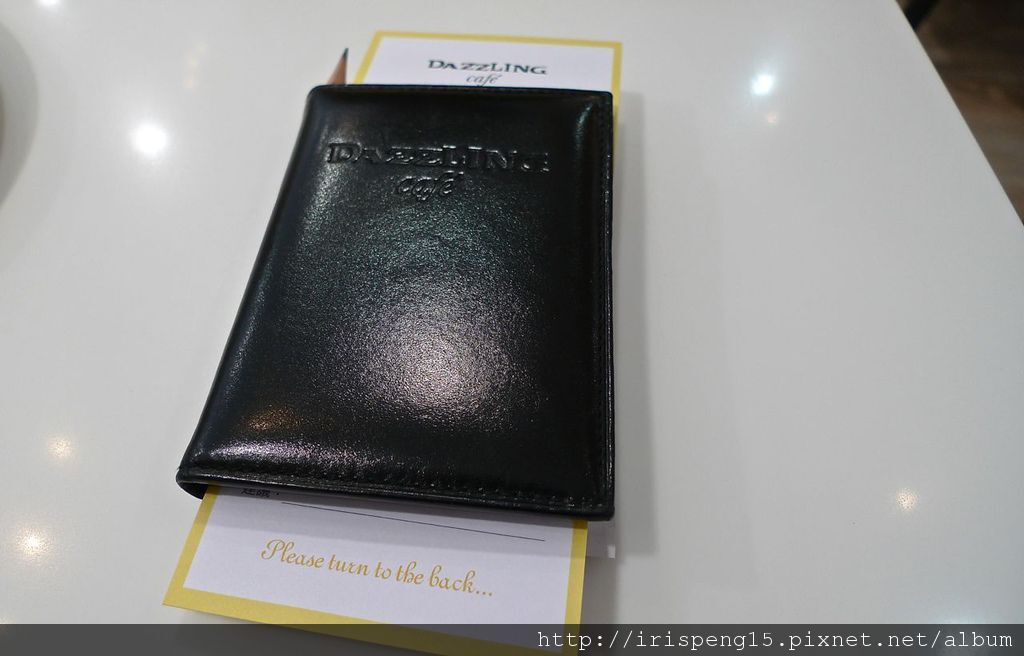 DAZZLING
café
DAZZLING
café
Please turn to the back...
http://irispeng15.pixnet.net/album